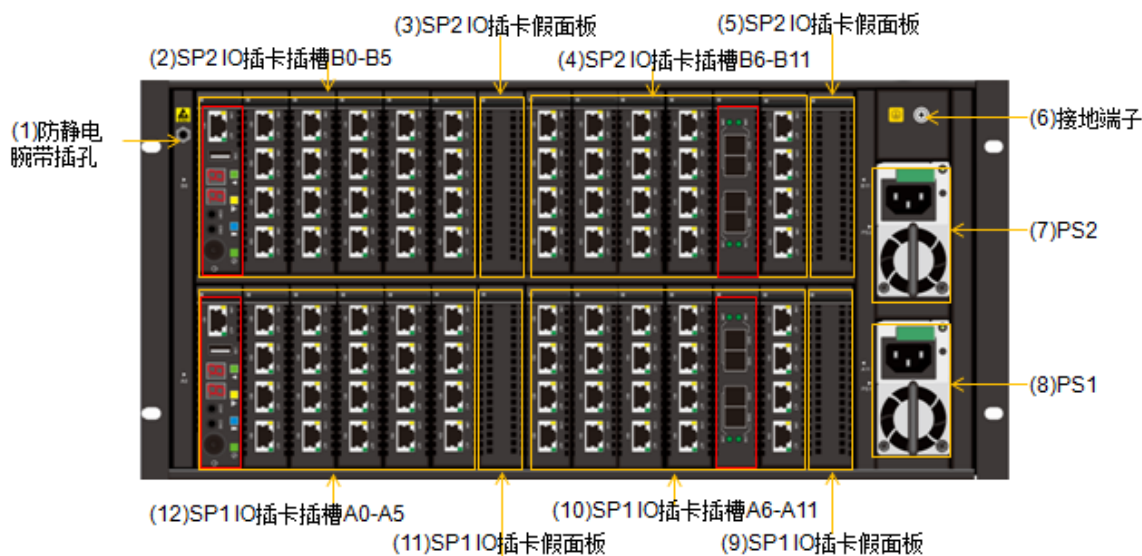 (3)SP2 IO插卡假面板
(5)SP2 IO插卡假面板
(2)SP2 IO插卡插槽B0-B5
(4)SP2 IO插卡插槽B6-B11
(1)防静电
腕带插孔
(6)接地端子
(7)PS2
(8)PS1
(12)SP1 IO插卡插槽A0-A5
(10)SP1 IO插卡插槽A6-A11
(11)SP1 IO插卡假面板
(9)SP1 IO插卡假面板